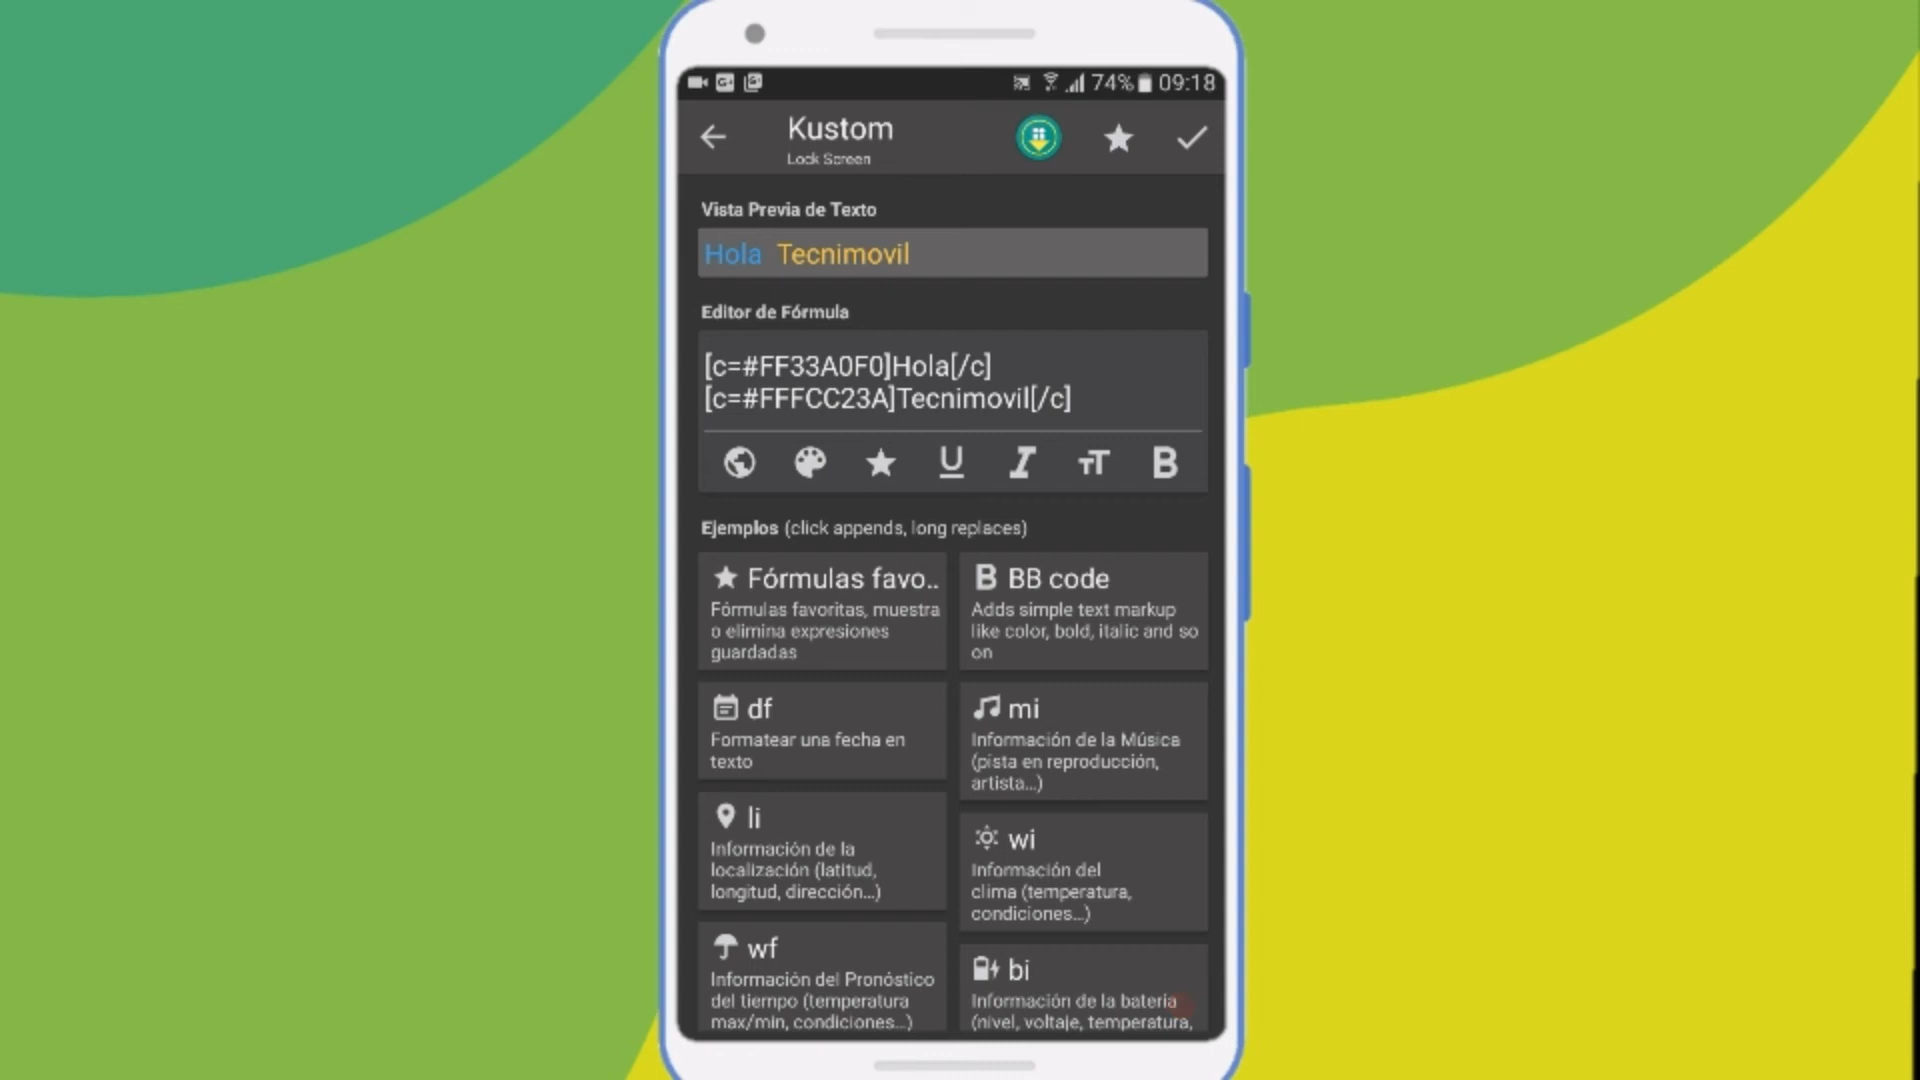 74% 09:18
Kustom
Lock Screen
Vista Previa de Texto
Hola Tecnimovil
Editor de Fórmula
[c=#FF33A0F0]Hola[/c]
[c=#FFFCC23A]Tecnimovil[/c]
U I TT B
Ejemplos (click appends, long replaces)
Fórmulas favo..
Fórmulas favoritas, muestra
o elimina expresiones
guardadas
B BB code
Adds simple text markup
like color, bold, italic and so
on
df
Formatear una fecha en
texto
mi
Información de la Música
(pista en reproducción,
artista...)
li
Información de la
localización (latitud,
longitud, dirección...)
wi
Información del
clima (temperatura,
condiciones...)
wf
Información del Pronóstico
del tiempo (temperatura
max/min, condiciones...)
bi
Información de la bateria
(nivel, voltaje, temperatura,